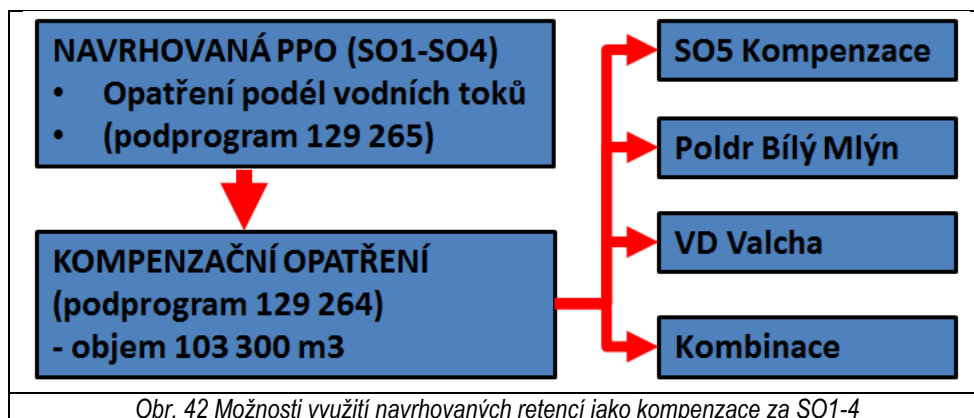 NAVRHOVANÁ PPO (SO1-SO4)
• Opatření podél vodních toků
• (podprogram 129 265)
KOMPENZAČNÍ OPATŘENÍ
(podprogram 129 264)
- objem 103 300 m3
SO5 Kompenzace
Poldr Bílý Mlýn
VD Valcha
Kombinace
Obr. 42 Možnosti využití navrhovaných retencí jako kompenzace za SO1-4